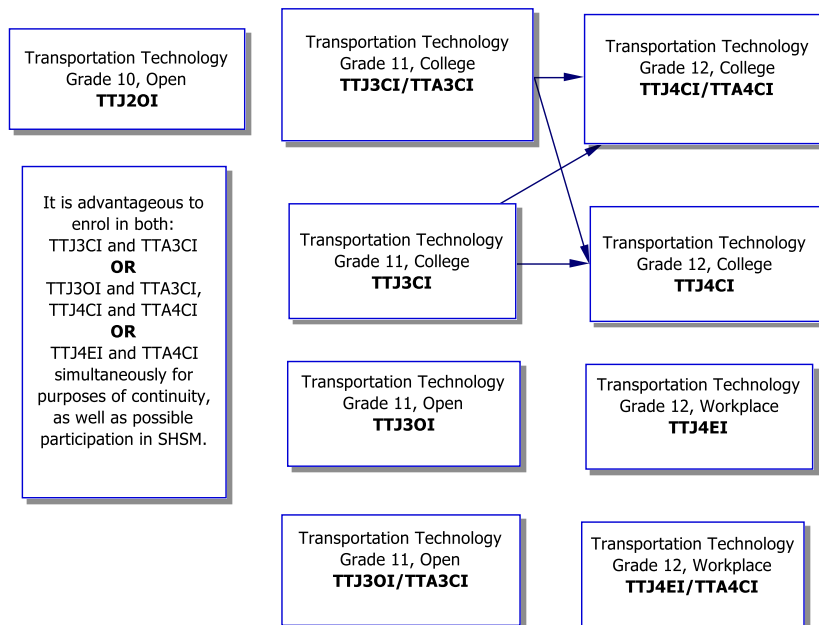 Transportation Technology
Grade 10, Open
TTJ2OI
It is advantageous to
enrol in both:
TTJ3CI and TTA3CI
OR
TTJ3OI and TTA3CI,
TTJ4CI and TTA4CI
OR
TTJ4EI and TTA4CI
simultaneously for
purposes of continuity,
as well as possible
participation in SHSM.
Transportation Technology
Grade 11, College
TTJ3CI/TTA3CI
Transportation Technology
Grade 11, College
TTJ3CI
Transportation Technology
Grade 11, Open
TTJ3OI
Transportation Technology
Grade 11, Open
TTJ3OI/TTA3CI
Transportation Technology
Grade 12, College
TTJ4CI/TTA4CI
Transportation Technology
Grade 12, College
TTJ4CI
Transportation Technology
Grade 12, Workplace
TTJ4EI
Transportation Technology
Grade 12, Workplace
TTJ4EI/TTA4CI